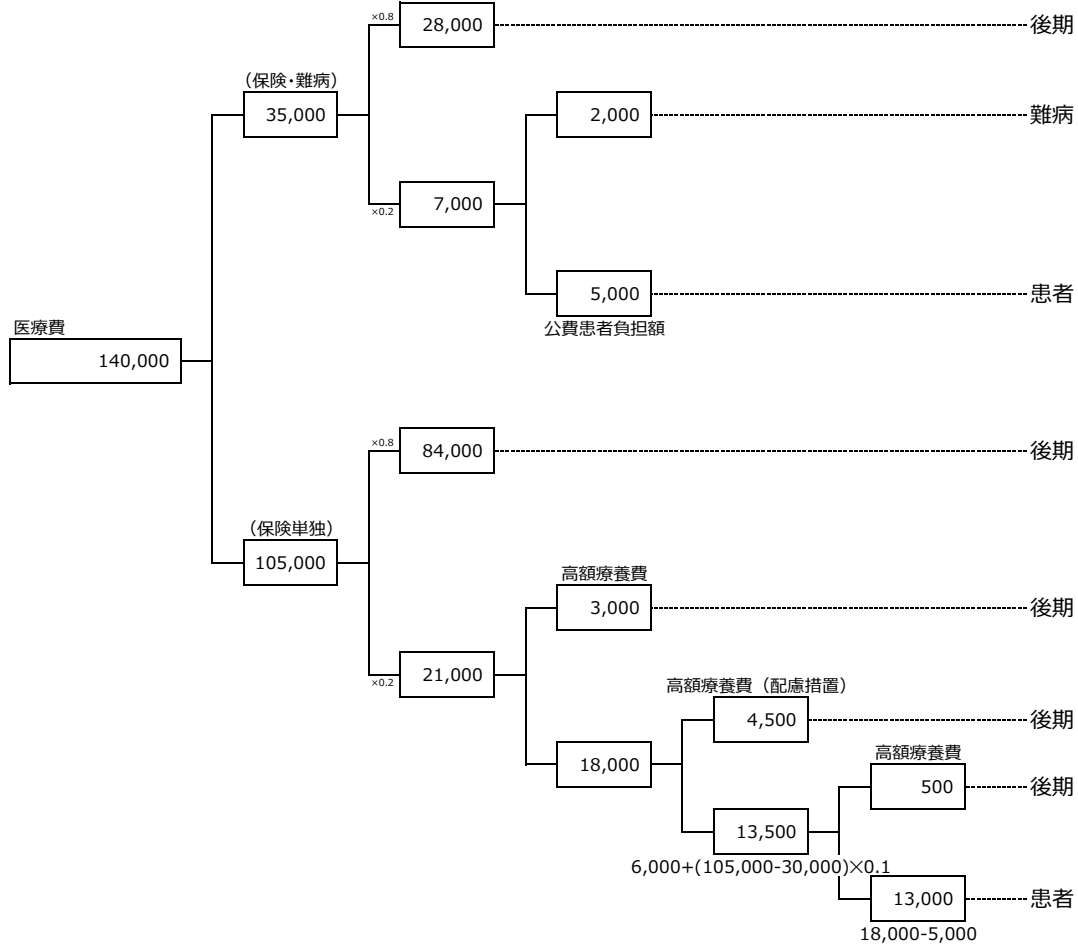 ×0.8
28,000
後期
(保険・難病)
35,000
2,000
難病
×0.2
7,000
5,000
患者
公費患者負担額
医療費
140,000
×0.8
84,000
後期
(保険単独)
105,000
高額療養費
3,000
後期
×0.2
21,000
高額療養費（配慮措置）
4,500
後期
18,000
高額療養費
500
後期
13,500
6,000+(105,000-30,000)×0.1
13,000
患者
18,000-5,000